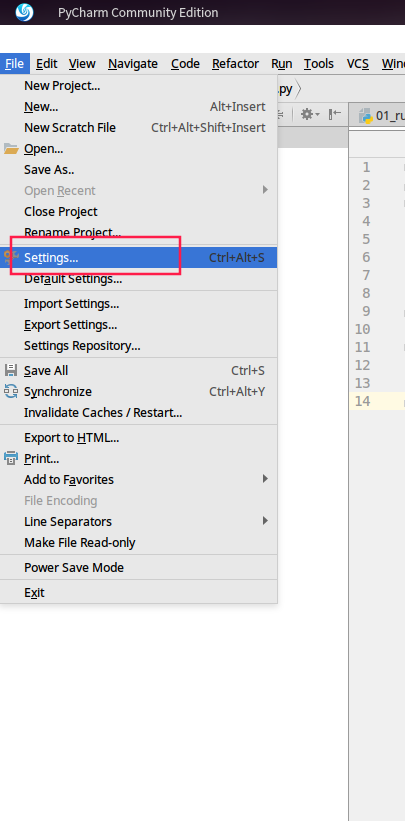 PyCharm Community Edition
File Edit View Navigate Code Refactor Run Tools VCS
.py
01_ru
New Project...
New... Alt+Insert
New Scratch File Ctrl+Alt+Shift+Insert
Open...
Save As..
Open Recent
Close Project
Rename Project...
Settings... Ctrl+Alt+S
Default Settings...
Import Settings...
Export Settings...
Settings Repository...
Save All Ctrl+S
Synchronize Ctrl+Alt+Y
Invalidate Caches / Restart...
Export to HTML...
Print...
Add to Favorites
File Encoding
Line Separators
Make File Read-only
Power Save Mode
Exit
1
2
3
4
5
6
7
8
9
10
11
12
13
14